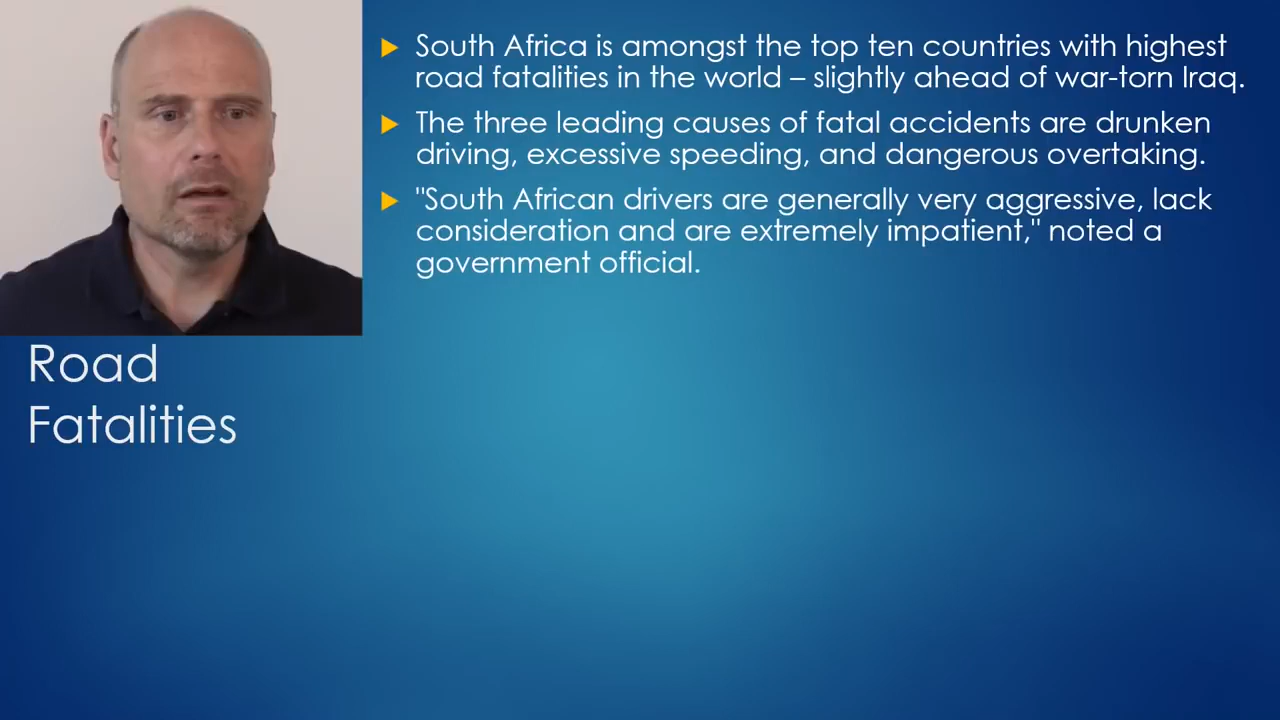 South Africa is amongst the top ten countries with highest
road fatalities in the world – slightly ahead of war-torn Iraq.
The three leading causes of fatal accidents are drunken
driving, excessive speeding, and dangerous overtaking.
"South African drivers are generally very aggressive, lack
consideration and are extremely impatient," noted a
government official.
Road
Fatalities